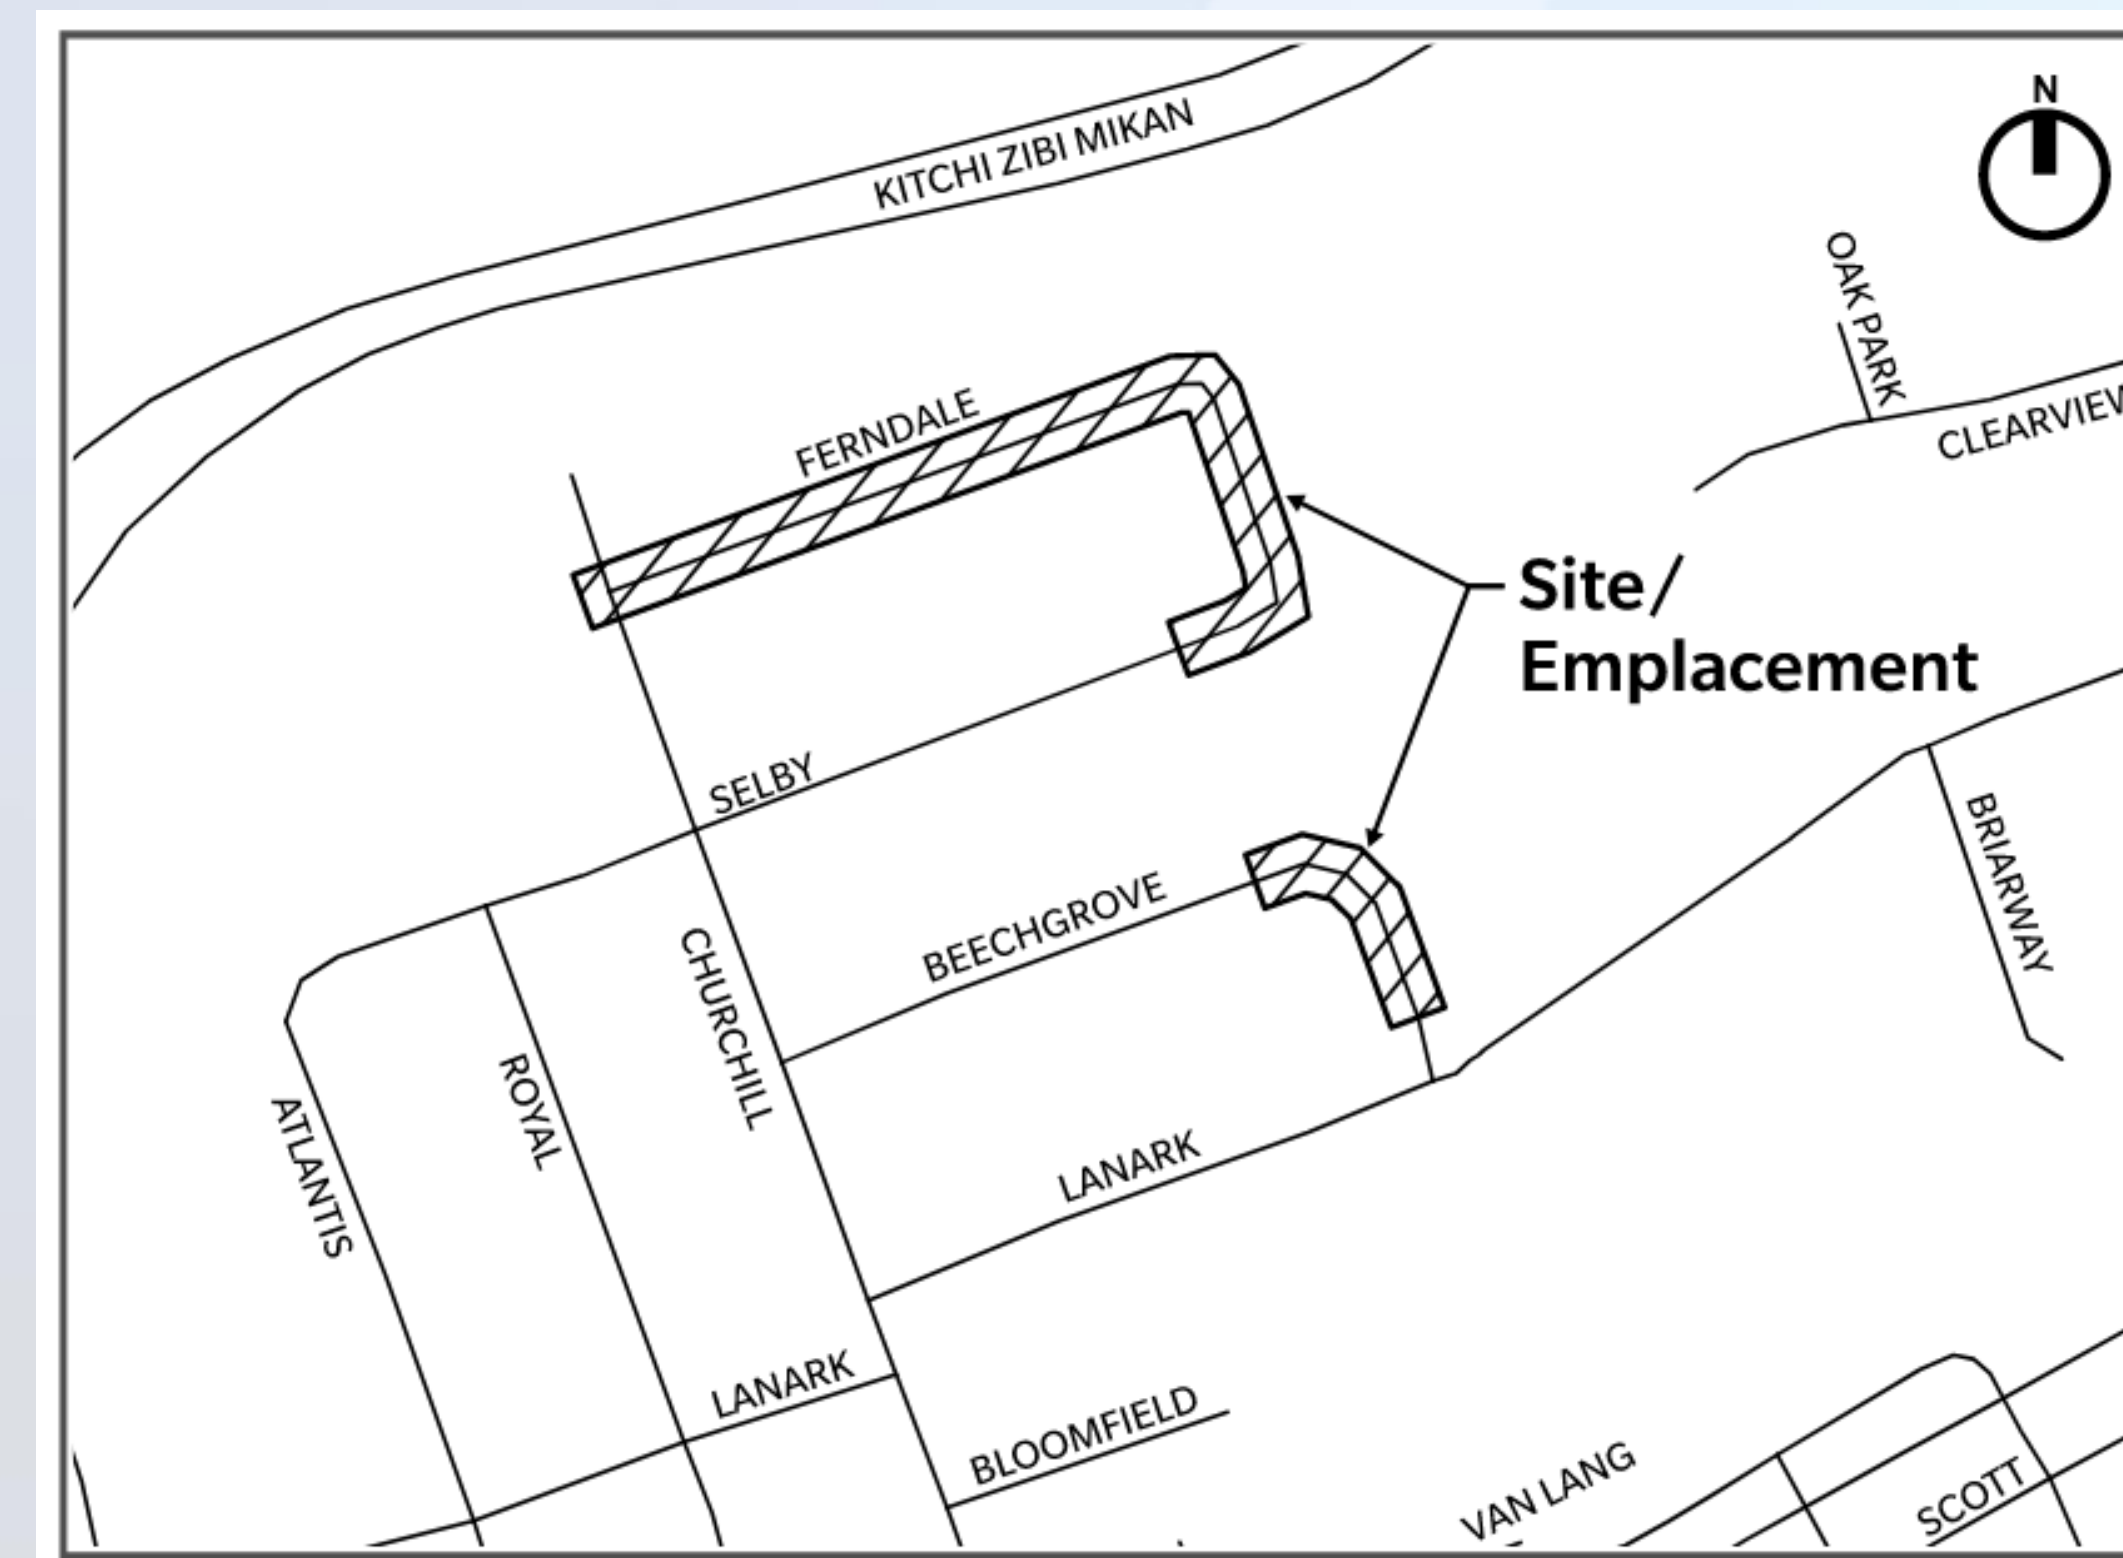 N
KITCHI ZIBI MIKAN
OAK PARK
CLEARVIEW
FERNDALE
Site/
Emplacement
SELBY
BRIARWAY
BEECHGROVE
CHURCHILL
ROYAL
ATLANTIS
LANARK
LANARK
BLOOMFIELD
VAN LANG
SCOTT